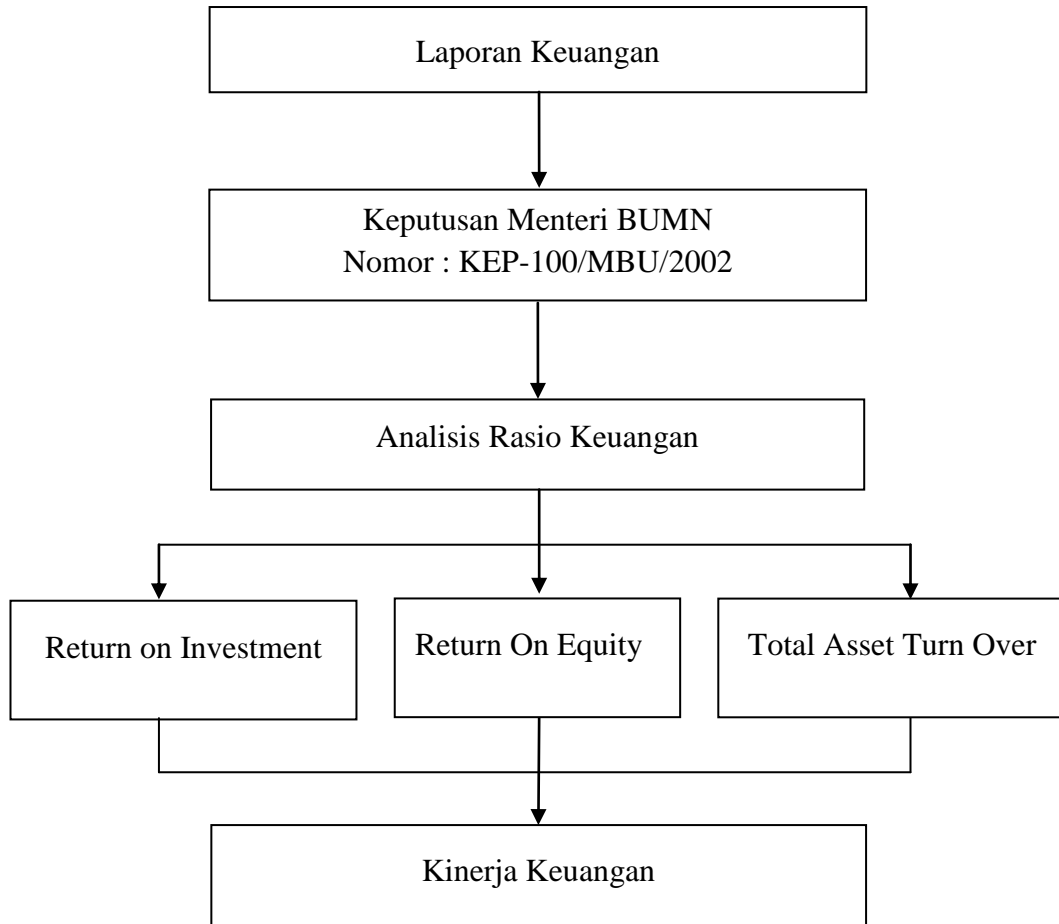 Laporan Keuangan
Keputusan Menteri BUMN
Nomor : KEP-100/MBU/2002
Analisis Rasio Keuangan
Return on Investment
Return On Equity
Total Asset Turn Over
Kinerja Keuangan